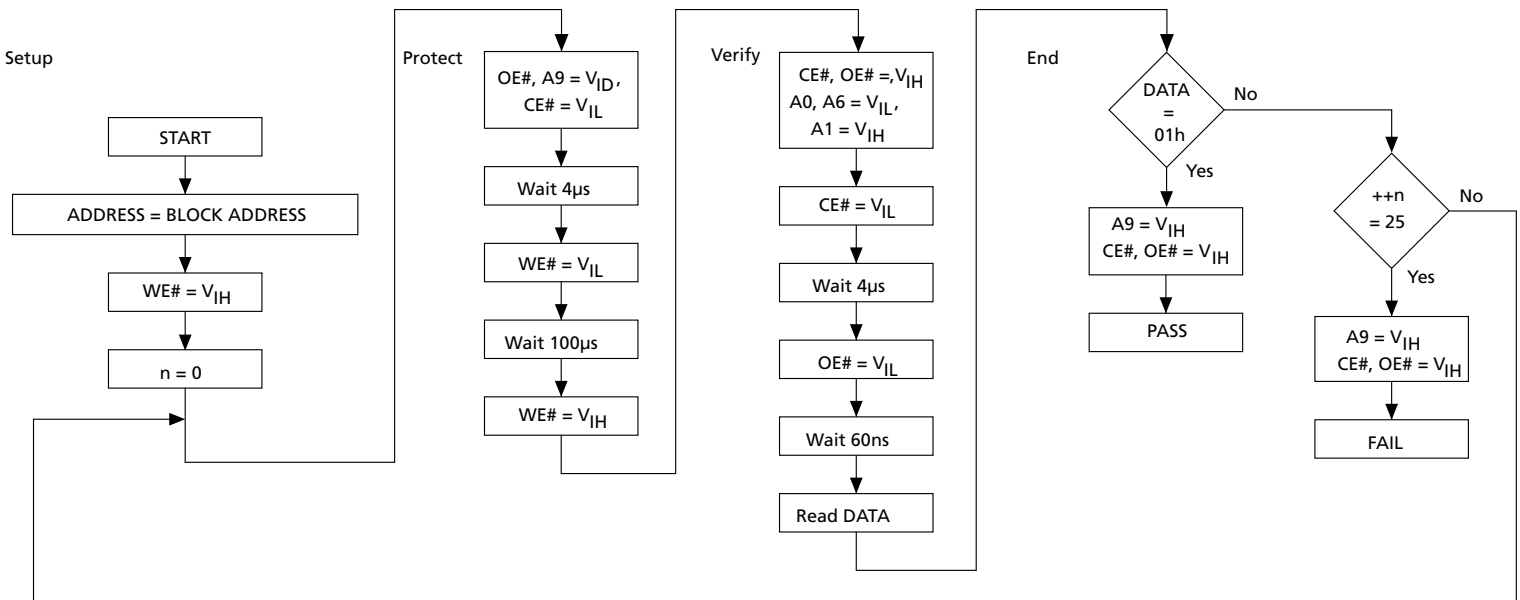 Setup
START
ADDRESS = BLOCK ADDRESS
WE# = VIH
n = 0
Protect
OE#, A9 = VID,
CE# = VIL
Wait 4µs
WE# = VIL
Wait 100µs
WE# = VIH
Verify
CE#, OE# =,VIH
A0, A6 = VIL,
A1 = VIH
CE# = VIL
Wait 4µs
OE# = VIL
Wait 60ns
Read DATA
End
DATA
=
01h
No
Yes
A9 = VIH
CE#, OE# = VIH
PASS
++n
= 25
No
Yes
A9 = VIH
CE#, OE# = VIH
FAIL